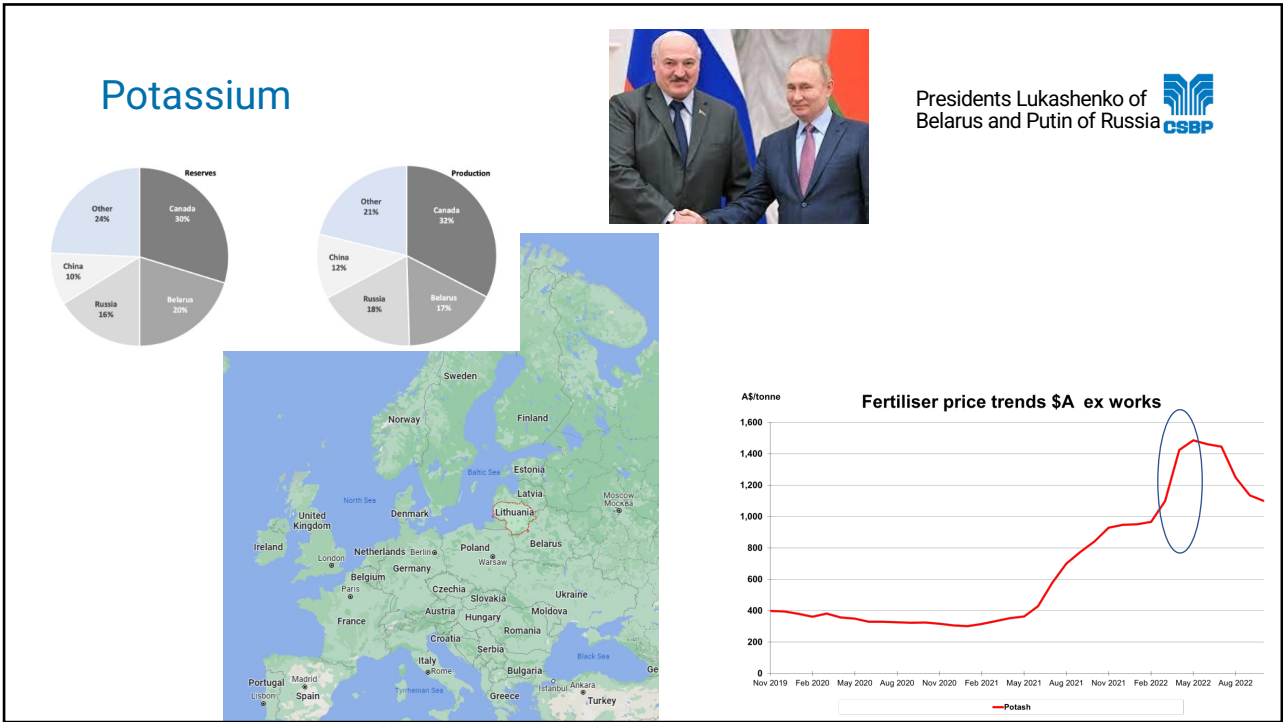 Potassium
Presidents Lukashenko of
Belarus and Putin of Russia
CSBP
Reserves
Other
24%
Canada
30%
China
10%
Russia
16%
Belarus
20%
Production
Other
21%
Canada
32%
China
12%
Russia
18%
Belarus
17%
Sweden
Norway
Finland
Baltic Sea
Estonia
Latvia
Moscow
Москва
North Sea
Denmark
Lithuania
United
Kingdom
Ireland
London
Netherlands
Berlin
Poland
Warsaw
Belarus
Germany
Belgium
Paris
Czechia
Slovakia
Ukraine
France
Austria
Hungary
Moldova
Croatia
Romania
Serbia
Italy
Rome
Bulgaria
Black Sea
Ge
Portugal
Lisbon
Madrid
Spain
Tyrrhenian Sea
Greece
Istanbul
Ankara
Turkey
A$/tonne
Fertiliser price trends $A ex works
1,600
1,400
1,200
1,000
800
600
400
200
0
Nov 2019 Feb 2020 May 2020 Aug 2020 Nov 2020 Feb 2021 May 2021 Aug 2021 Nov 2021 Feb 2022 May 2022 Aug 2022
Potash